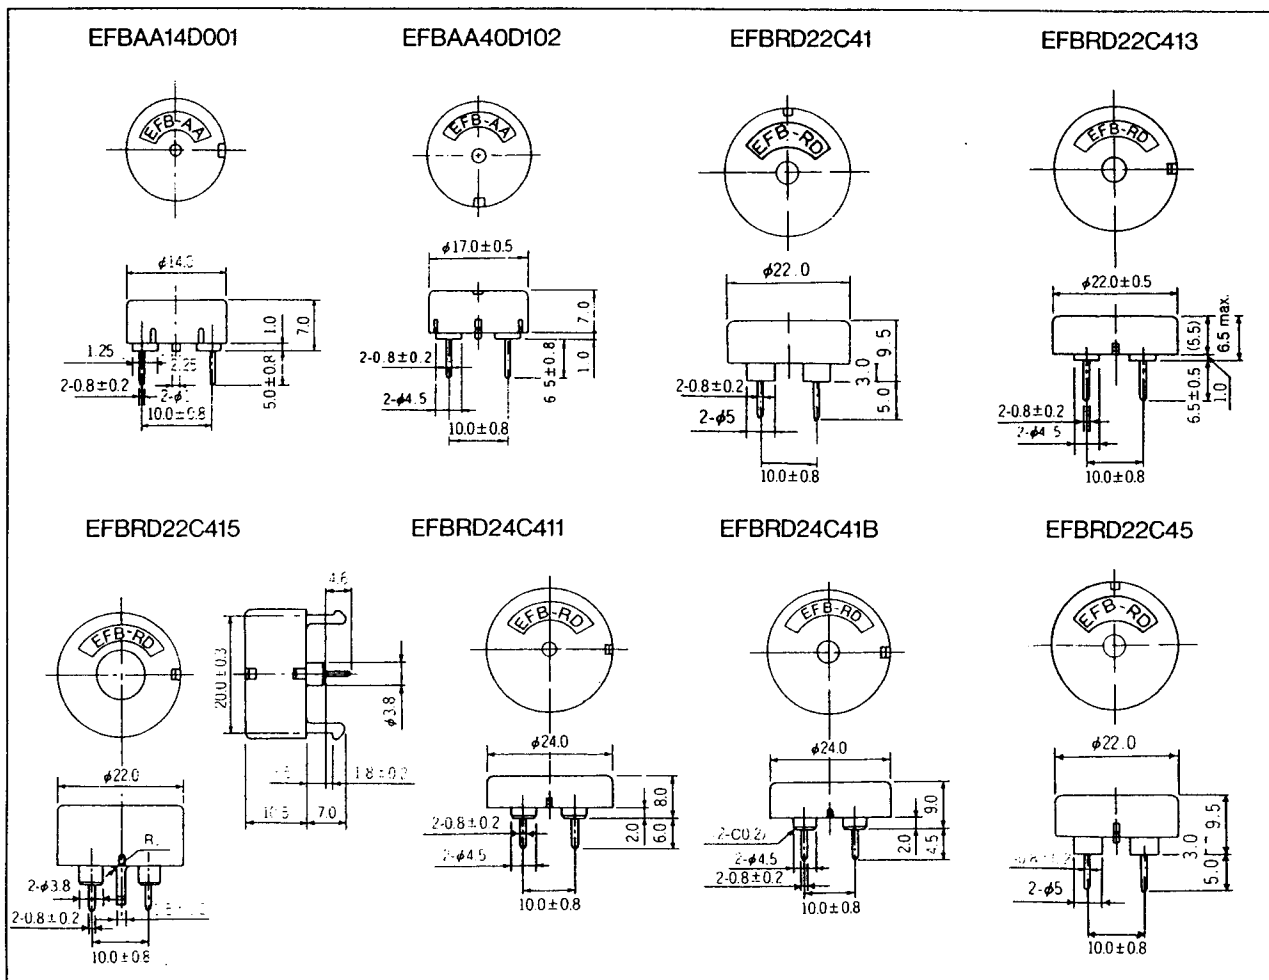 EFBAA14D001
EFB-AA
φ14.0
1.0
7.0
1.25
2.25
2-0.8±0.2
5.0±0.8
10.0±0.8
EFBAA40D102
EFB-AA
φ17.0±0.5
7.0
1.0
2-0.8±0.2
6.5±0.8
2-φ4.5
10.0±0.8
EFBRD22C41
EFB-RD
φ22.0
9.5
3.0
2-0.8±0.2
5.0
2-φ5
10.0±0.8
EFBRD22C413
EFB-RD
φ22.0±0.5
(5.5)
6.5 max.
6.5±0.5
1.0
2-0.8±0.2
2-φ4.5
10.0±0.8
EFBRD22C415
EFB-RD
4.6
20.0±0.3
φ3.8
1.8±0.2
10.5
7.0
φ22.0
R.
2-φ3.8
2-0.8±0.2
10.0±0.8
EFBRD24C411
EFB-RD
φ24.0
8.0
2.0
6.0
2-0.8±0.2
2-φ4.5
10.0±0.8
EFBRD24C41B
EFB-RD
φ24.0
9.0
2.0
4.5
2-φ4.5
2-0.8±0.2
10.0±0.8
EFBRD22C45
EFB-RD
φ22.0
9.5
3.0
5.0
2-φ5
10.0±0.8